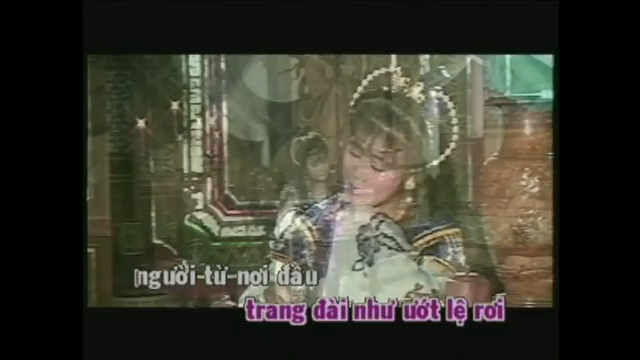 người từ nơi đâu
trang đài như ướt lệ rơi